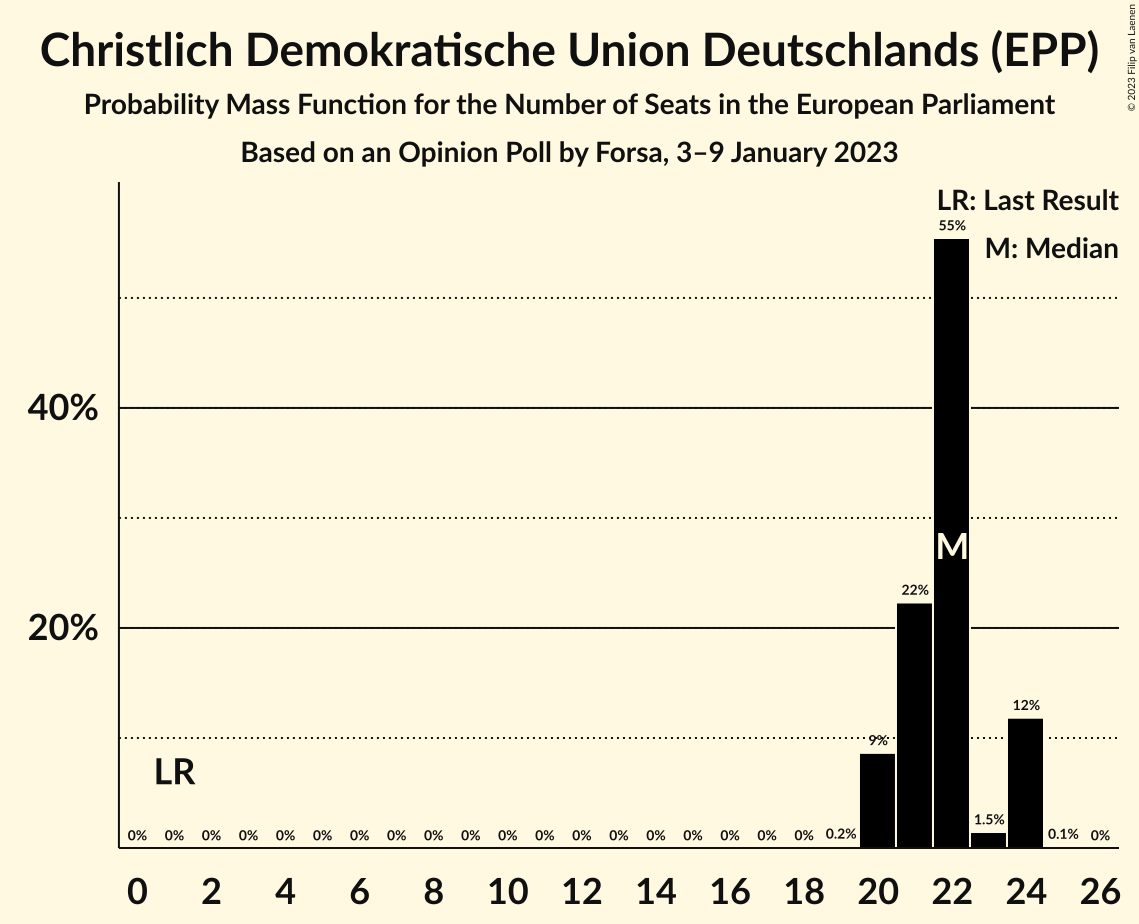 Christlich Demokratische Union Deutschlands (EPP)
Probability Mass Function for the Number of Seats in the European Parliament
Based on an Opinion Poll by Forsa, 3–9 January 2023
© 2023 Filip van Laenen
LR: Last Result
M: Median
55%
40%
M
22%
20%
12%
9%
LR
1.5%
0% 0% 0% 0% 0% 0% 0% 0% 0% 0% 0% 0% 0% 0% 0% 0% 0% 0% 0% 0.2% 0.1% 0%
0 2 4 6 8 10 12 14 16 18 20 22 24 26